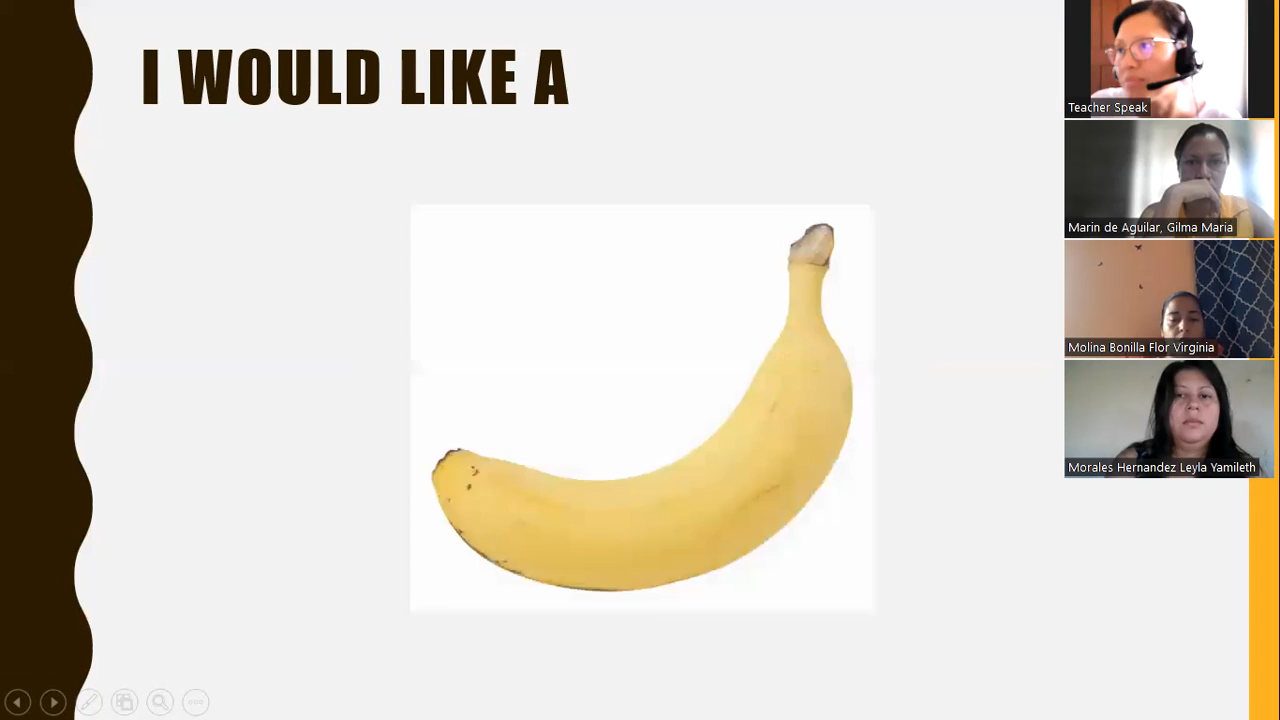 I WOULD LIKE A
Teacher Speak
Marin de Aguilar, Gilma Maria
Molina Bonilla Flor Virginia
Morales Hernandez Leyla Yamileth